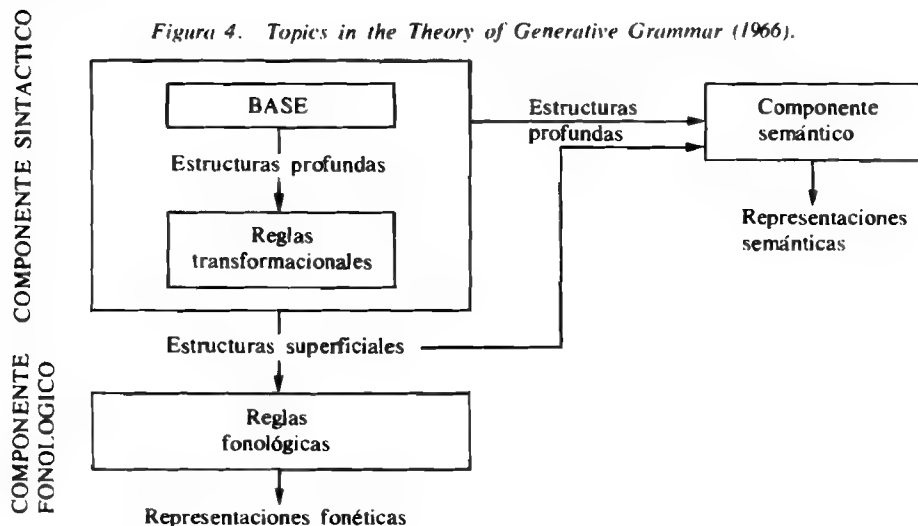 Figura 4. Topics in the Theory of Generative Grammar (1966).
COMPONENTE SINTACTICO
BASE
Estructuras profundas
Reglas
transformacionales
Estructuras
profundas
Componente
semántico
Representaciones
semánticas
Estructuras superficiales
COMPONENTE
FONOLOGICO
Reglas
fonológicas
Representaciones fonéticas